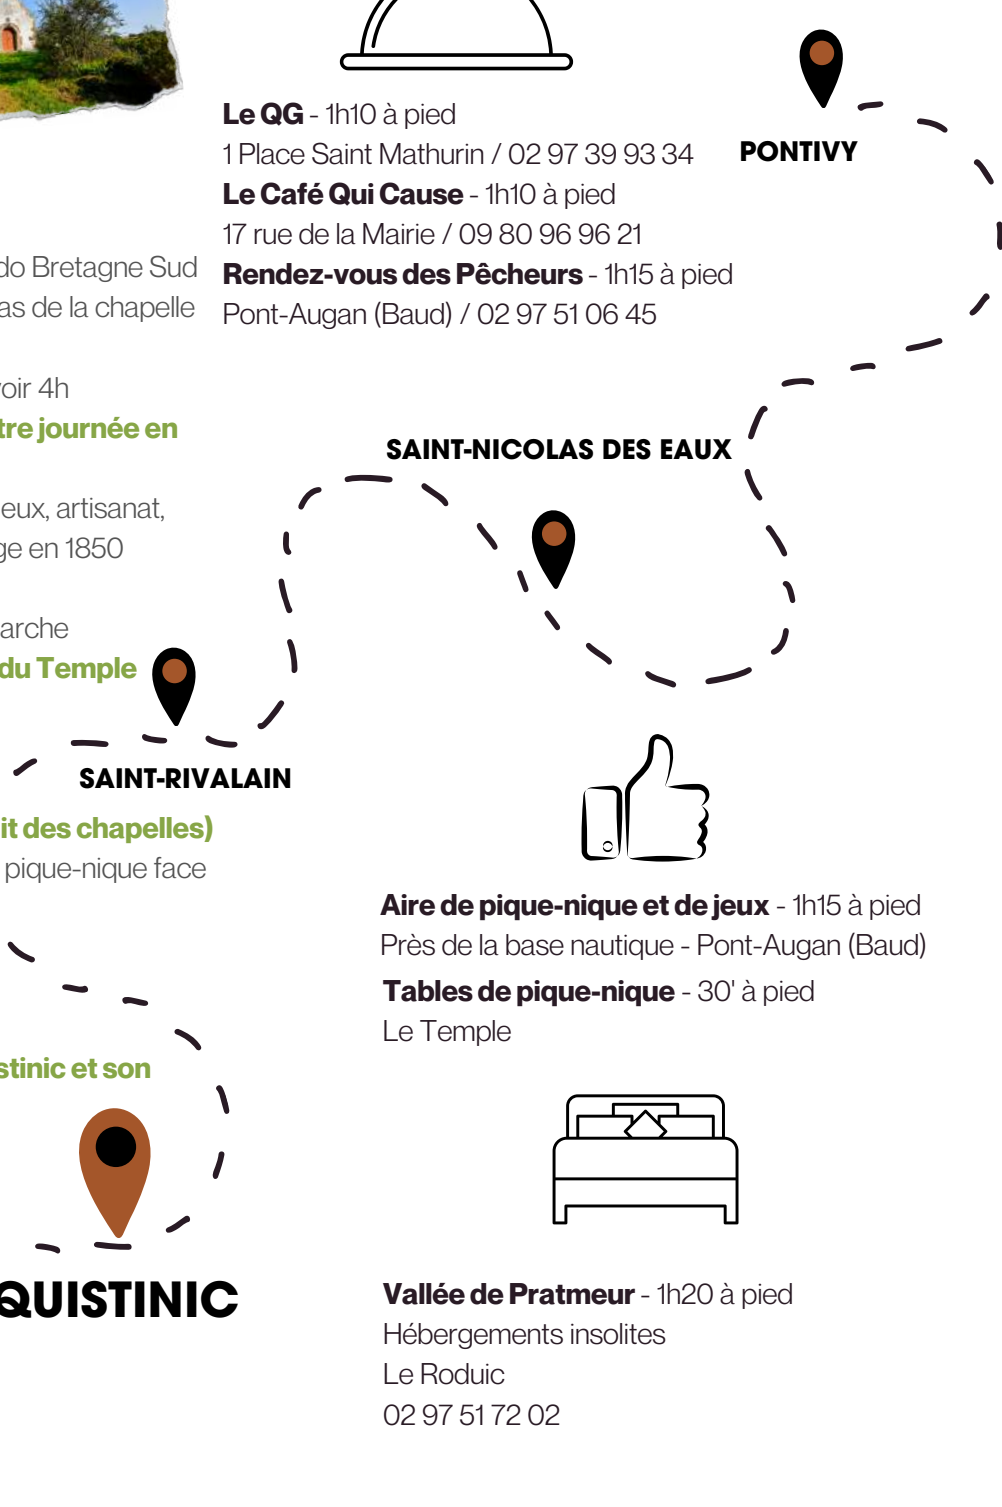 Le QG - 1h10 à pied
1 Place Saint Mathurin / 02 97 39 93 34
Le Café Qui Cause - 1h10 à pied
17 rue de la Mairie / 09 80 96 96 21
Rendez-vous des Pêcheurs - 1h15 à pied
Pont-Augan (Baud) / 02 97 51 06 45
PONTIVY
do Bretagne Sud
as de la chapelle
oir 4h
tre journée en
eux, artisanat,
ge en 1850
arche
du Temple
SAINT-NICOLAS DES EAUX
SAINT-RIVALAIN
it des chapelles)
pique-nique face
stinic et son
QUISTINIC
Aire de pique-nique et de jeux - 1h15 à pied
Près de la base nautique - Pont-Augan (Baud)
Tables de pique-nique - 30' à pied
Le Temple
Vallée de Pratmeur - 1h20 à pied
Hébergements insolites
Le Roduic
02 97 51 72 02